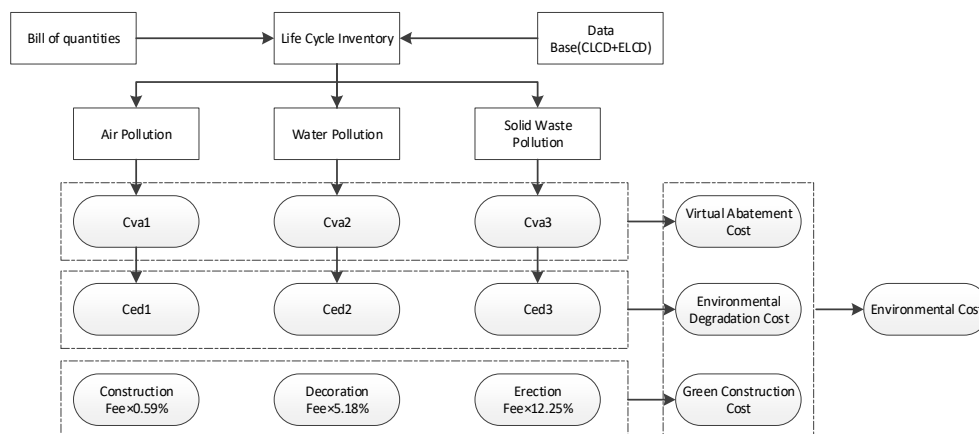 Bill of quantities
Life Cycle Inventory
Data
Base(CLCD+ELCD)
Air Pollution
Water Pollution
Solid Waste
Pollution
Cva1
Cva2
Cva3
Virtual Abatement
Cost
Ced1
Ced2
Ced3
Environmental
Degradation Cost
Environmental Cost
Construction
Fee×0.59%
Decoration
Fee×5.18%
Erection
Fee×12.25%
Green Construction
Cost